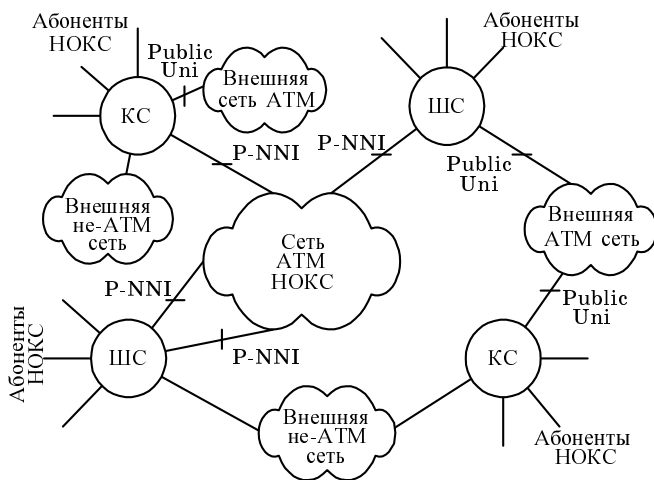 Абоненты
НОКС
Public
Uni
Внешняя
сеть АТМ
КС
P-NNI
Внешняя
не-АТМ
сеть
Абоненты
НОКС
ШС
P-NNI
Public
Uni
Внешняя
АТМ сеть
Сеть
АТМ
НОКС
P-NNI
Public
Uni
Абоненты
НОКС
ШС
P-NNI
КС
Внешняя
не-АТМ
сеть
Абоненты
НОКС